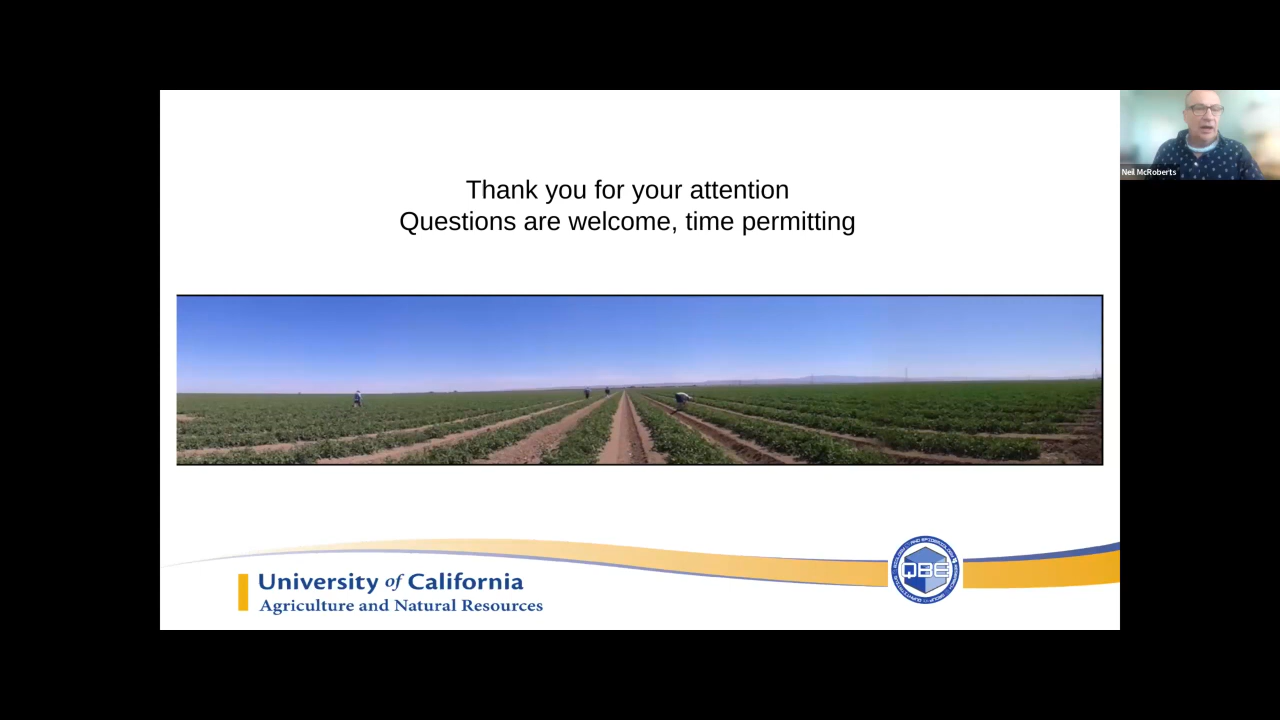 Thank you for your attention
Questions are welcome, time permitting
Neil McRoberts
University of California
Agriculture and Natural Resources
QBE